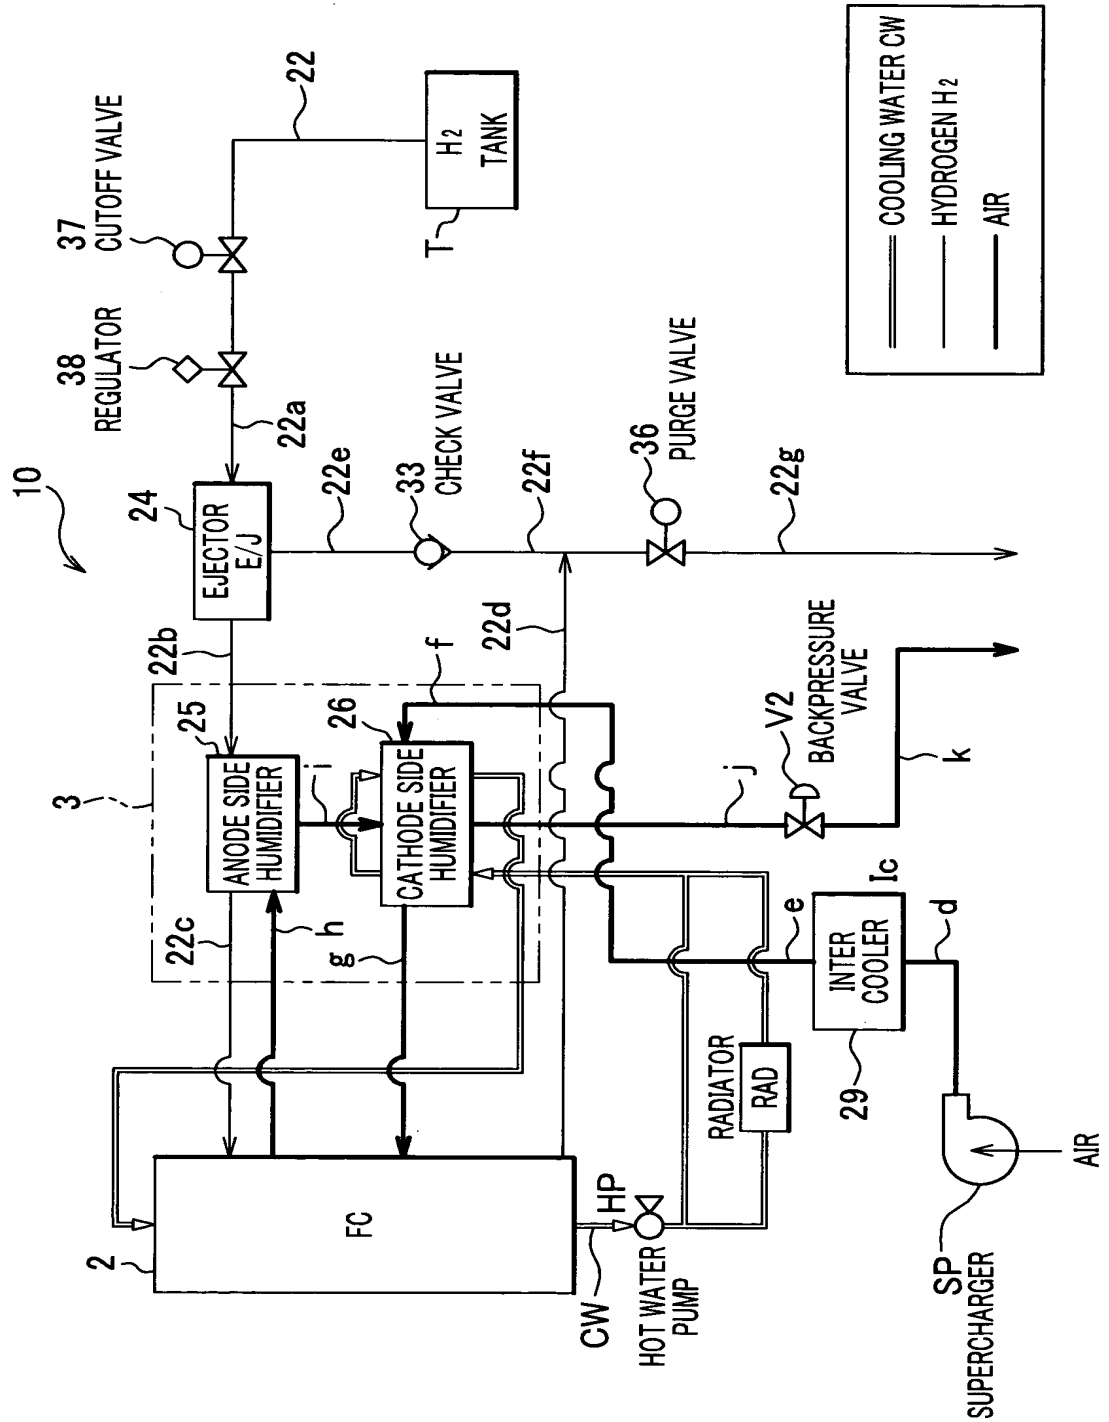 10
3
37
CUTOFF VALVE
38
REGULATOR
22
2
24
EJECTOR
E/J
22a
22b
25
ANODE SIDE
HUMIDIFIER
22c
h
i
26
CATHODE SIDE
HUMIDIFIER
g
f
FC
H2
TANK
T
22e
33
CHECK VALVE
22f
22d
36
PURGE VALVE
22g
CW
HP
HOT WATER
PUMP
RADIATOR
RAD
j
V2
BACKPRESSURE
VALVE
k
e
INTER
COOLER
Ic
29
d
SP
SUPERCHARGER
AIR
COOLING WATER CW
HYDROGEN H2
AIR